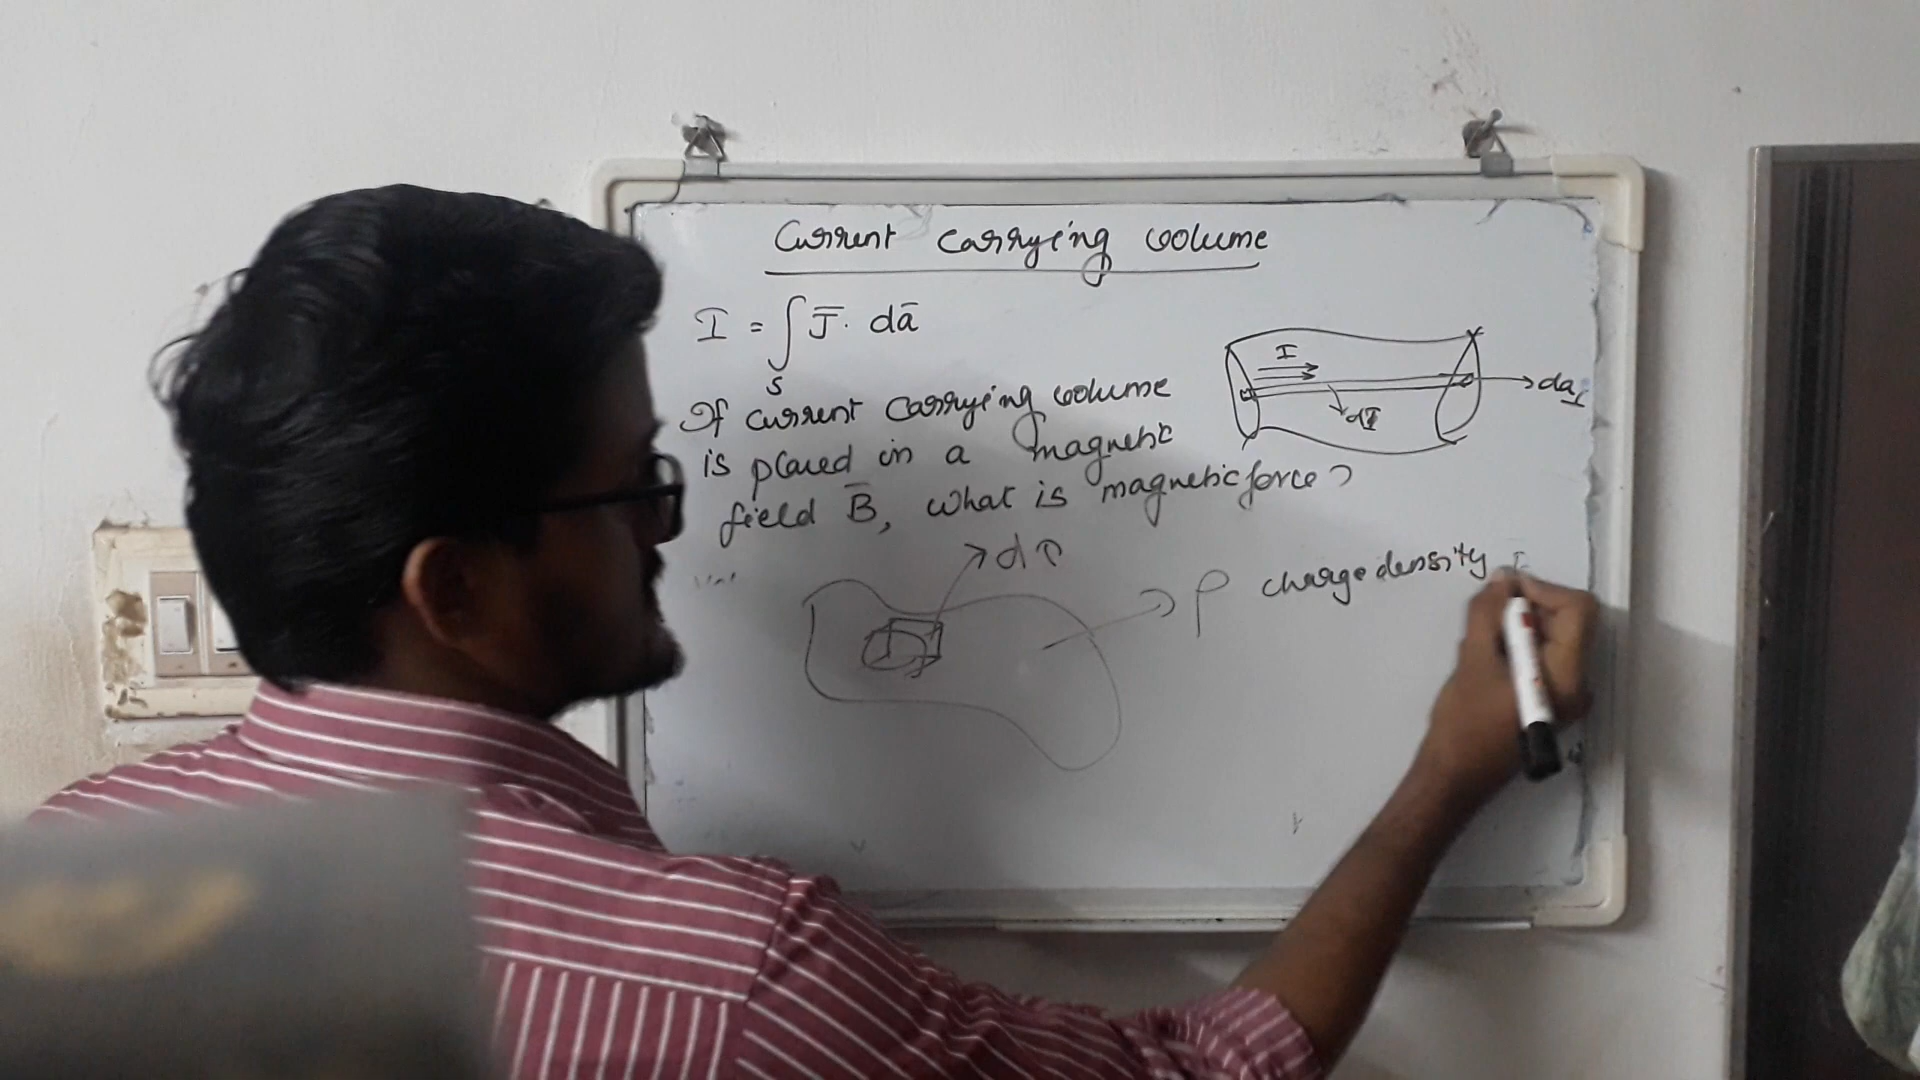 Current carrying volume
I = ∫ J̄ · dā
S
If current carrying volume
is placed in a magnetic
field B̄, what is magnetic force?
I
da⊥
dI
dτ
ρ charge density